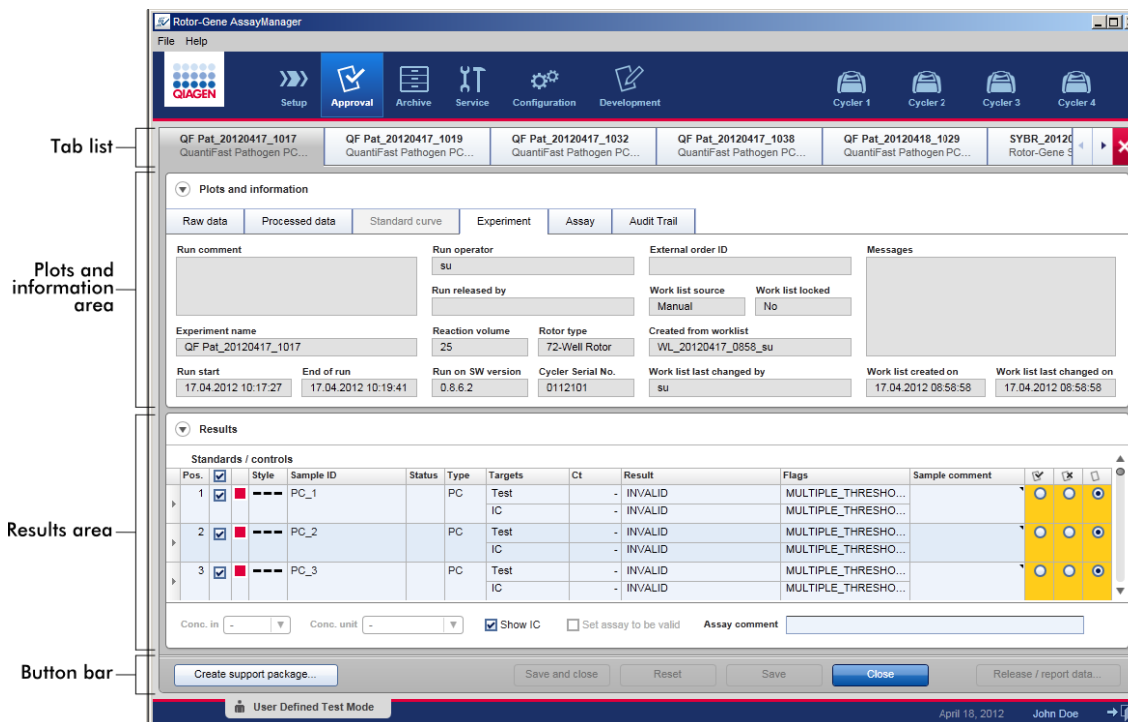 Rotor-Gene AssayManager
File Help
QIAGEN
Setup Approval Archive Service Configuration Development Cycler 1 Cycler 2 Cycler 3 Cycler 4
Tab list
QF Pat_20120417_1017 QF Pat_20120417_1019 QF Pat_20120417_1032 QF Pat_20120417_1038 QF Pat_20120418_1029 SYBR_20120
QuantiFast Pathogen PC... QuantiFast Pathogen PC... QuantiFast Pathogen PC... QuantiFast Pathogen PC... QuantiFast Pathogen PC... Rotor-Gene S
Plots and information area
Plots and information
Raw data Processed data Standard curve Experiment Assay Audit Trail
Run comment Run operator External order ID Messages
su
Run released by Work list source Work list locked
Manual No
Experiment name Reaction volume Rotor type Created from worklist
QF Pat_20120417_1017 25 72-Well Rotor WL_20120417_0858_su
Run start End of run Run on SW version Cycler Serial No. Work list last changed by Work list created on Work list last changed on
17.04.2012 10:17:27 17.04.2012 10:19:41 0.8.6.2 0112101 su 17.04.2012 08:58:58 17.04.2012 08:58:58
Results area
Results
Standards / controls
Pos. Style Sample ID Status Type Targets Ct Result Flags Sample comment
1 PC_1 PC Test - INVALID MULTIPLE_THRESHO...
IC - INVALID MULTIPLE_THRESHO...
2 PC_2 PC Test - INVALID MULTIPLE_THRESHO...
IC - INVALID MULTIPLE_THRESHO...
3 PC_3 PC Test - INVALID MULTIPLE_THRESHO...
IC - INVALID MULTIPLE_THRESHO...
Conc. in - Conc. unit - Show IC Set assay to be valid Assay comment
Button bar
Create support package... Save and close Reset Save Close Release / report data...
User Defined Test Mode
April 18, 2012 John Doe